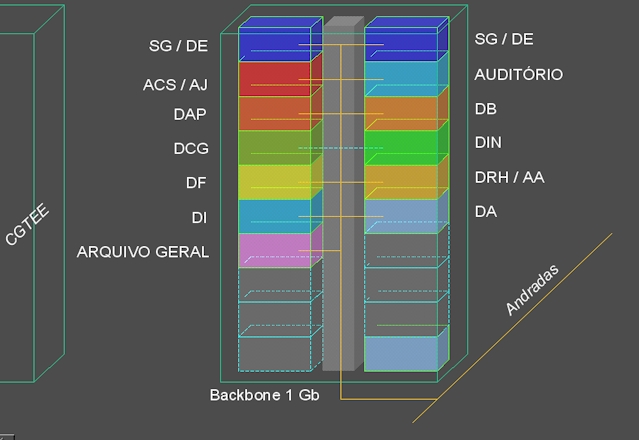 SG / DE
ACS / AJ
DAP
DCG
DF
DI
ARQUIVO GERAL
SG / DE
AUDITÓRIO
DB
DIN
DRH / AA
DA
CGTEE
Andradas
Backbone 1 Gb